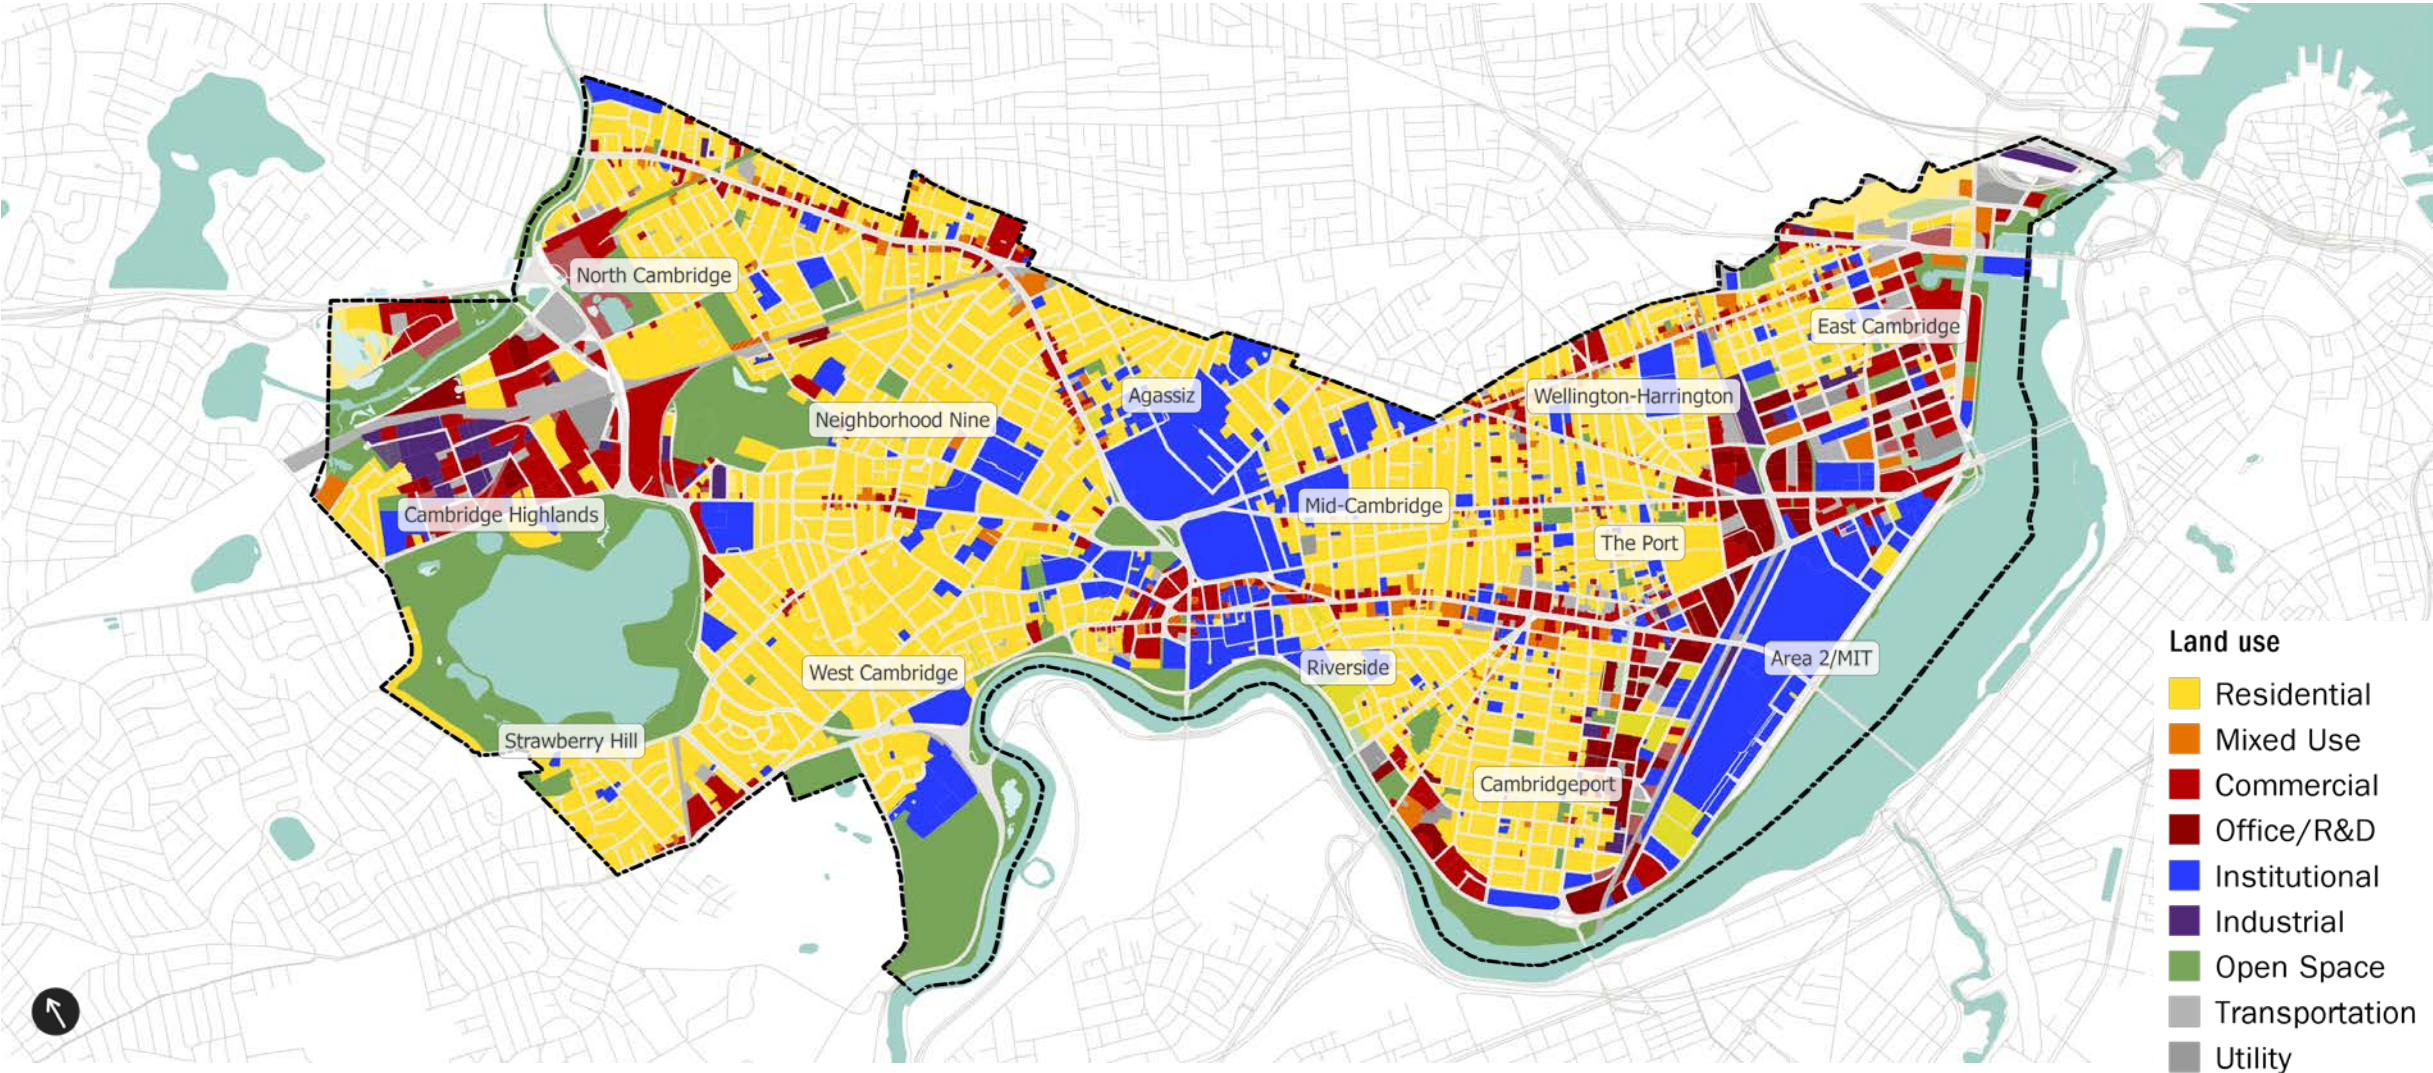 North Cambridge
East Cambridge
Agassiz
Wellington-Harrington
Neighborhood Nine
Mid-Cambridge
Cambridge Highlands
The Port
Area 2/MIT
Riverside
West Cambridge
Strawberry Hill
Cambridgeport
Land use
Residential
Mixed Use
Commercial
Office/R&D
Institutional
Industrial
Open Space
Transportation
Utility